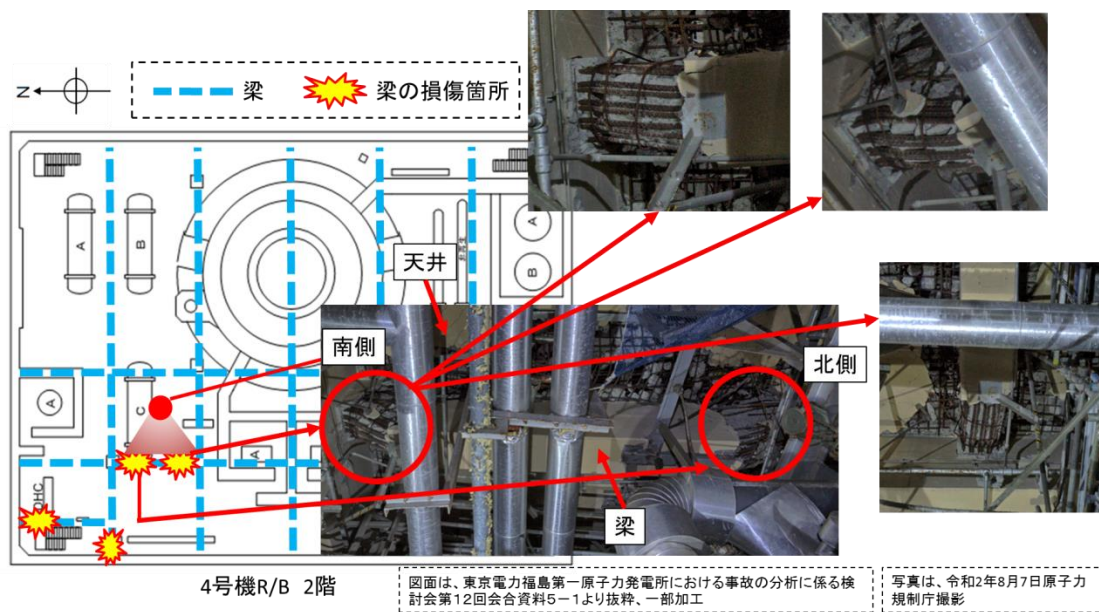 N
梁
梁の損傷箇所
A
B
A
B
天井
南側
北側
A
C
A
梁
4号機R/B 2階
図面は、東京電力福島第一原子力発電所における事故の分析に係る検
討会第12回会合資料5-1より抜粋、一部加工
写真は、令和2年8月7日原子力
規制庁撮影